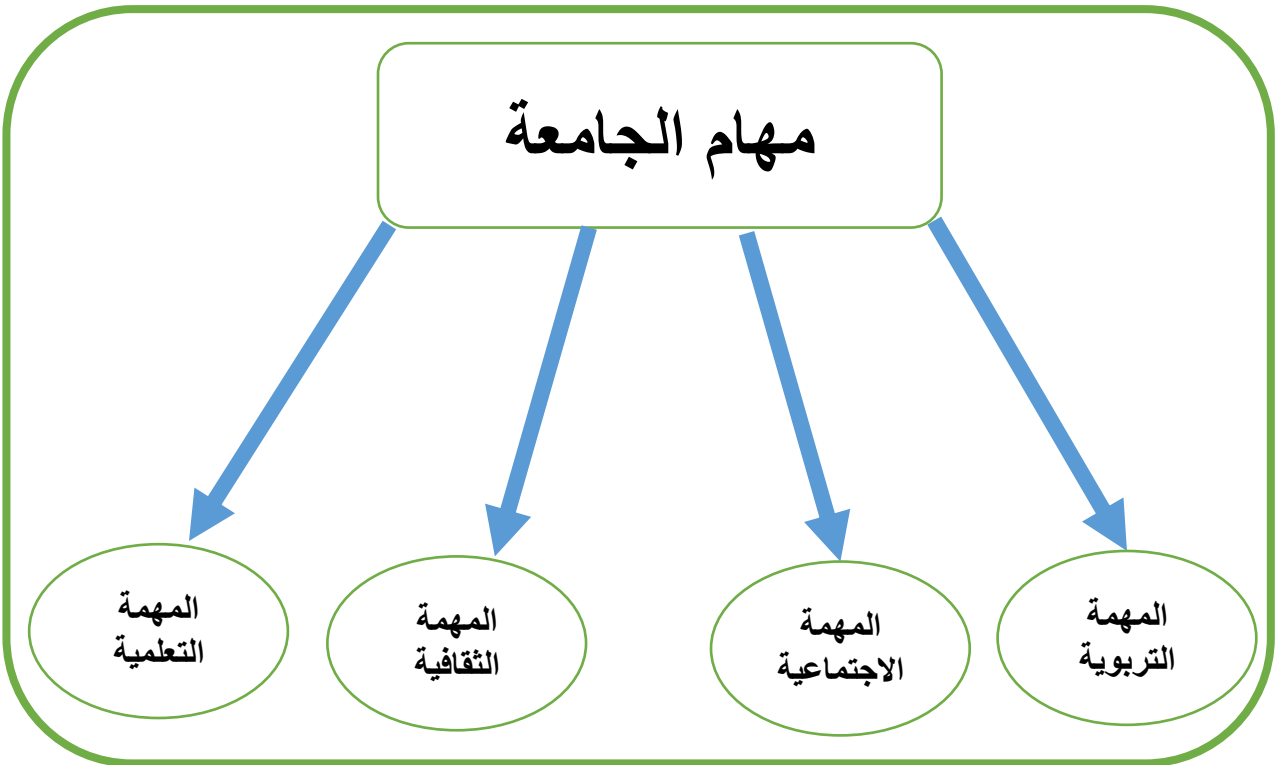 مهام الجامعة
المهمة
التربوية
المهمة
الاجتماعية
المهمة
الثقافية
المهمة
التعلمية